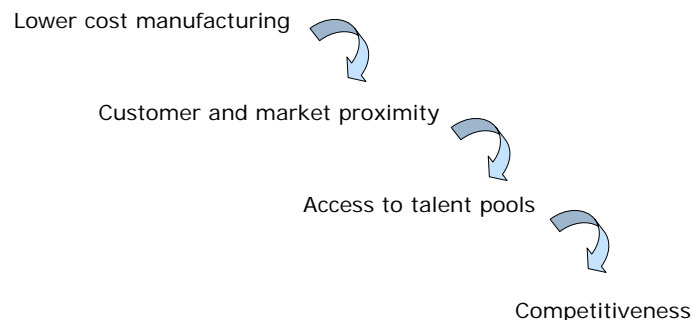 Lower cost manufacturing
Customer and market proximity
Access to talent pools
Competitiveness